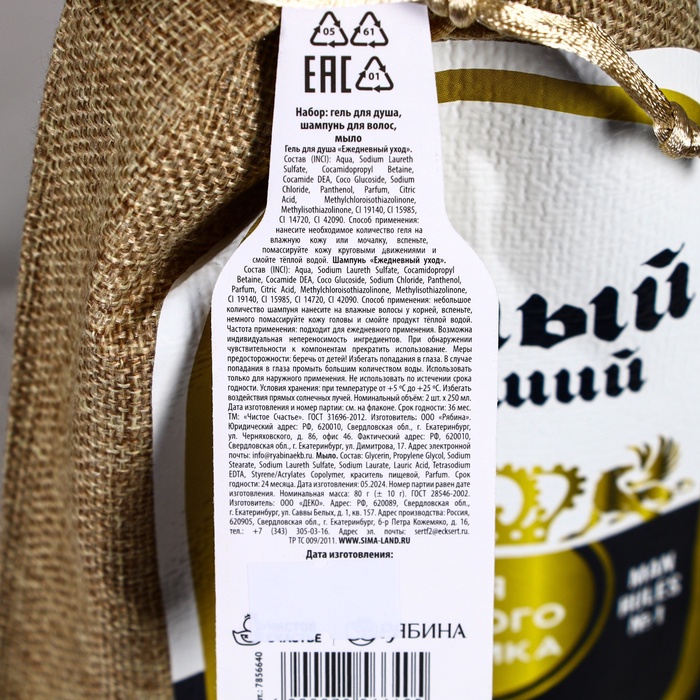 05 61
EAC 01
Набор: гель для душа,
шампунь для волос,
мыло
Гель для душа «Ежедневный уход».
Состав (INCI): Aqua, Sodium Laureth
Sulfate, Cocamidopropyl Betaine,
Cocamide DEA, Coco Glucoside, Sodium
Chloride, Panthenol, Parfum, Citric
Acid, Methylchloroisothiazolinone,
Methylisothiazolinone, CI 19140, CI 15985,
CI 14720, CI 42090. Способ применения:
нанесите необходимое количество геля на
влажную кожу или мочалку, вспеньте,
помассируйте кожу круговыми движениями и
смойте тёплой водой. Шампунь «Ежедневный уход».
Состав (INCI): Aqua, Sodium Laureth Sulfate, Cocamidopropyl
Betaine, Cocamide DEA, Coco Glucoside, Sodium Chloride, Panthenol,
Parfum, Citric Acid, Methylchloroisothiazolinone, Methylisothiazolinone,
CI 19140, CI 15985, CI 14720, CI 42090. Способ применения: небольшое
количество шампуня нанесите на влажные волосы у корней, вспеньте,
немного помассируйте кожу головы и смойте продукт тёплой водой.
Частота применения: подходит для ежедневного применения. Возможна
индивидуальная непереносимость ингредиентов. При обнаружении
чувствительности к компонентам прекратить использование. Меры
предосторожности: беречь от детей! Избегать попадания в глаза. В случае
попадания в глаза промыть большим количеством воды. Использовать
только для наружного применения. Не использовать по истечении срока
годности. Условия хранения: при температуре от +5 ºC до +25 ºC. Избегать
воздействия прямых солнечных лучей. Номинальный объём: 2 шт. x 250 мл.
Дата изготовления и номер партии: см. на флаконе. Срок годности: 36 мес.
ТМ: «Чистое Счастье». ГОСТ 31696-2012. Изготовитель: ООО «Рябина».
Юридический адрес: РФ, 620010, Свердловская обл., г. Екатеринбург,
ул. Черняховского, д. 86, офис 46. Фактический адрес: РФ, 620010,
Свердловская обл., г. Екатеринбург, ул. Димитрова, 17. Адрес электронной
почты: info@ryabinaekb.ru. Мыло. Состав: Glycerin, Propylene Glycol, Sodium
Stearate, Sodium Laureth Sulfate, Sodium Laurate, Lauric Acid, Tetrasodium
EDTA, Styrene/Acrylates Copolymer, краситель пищевой, Parfum. Срок
годности: 24 месяца. Дата изготовления: 05.2024. Номер партии равен дате
изготовления. Номинальная масса: 80 г (± 10 г). ГОСТ 28546-2002.
Изготовитель: ООО «ДЕКО». Адрес: РФ, 620089, Свердловская обл.,
г. Екатеринбург, ул. Саввы Белых, д. 1, кв. 157. Адрес производства: Россия,
620905, Свердловская обл., г. Екатеринбург, б-р Петра Кожемяко, д. 16,
тел.: +7 (343) 305-03-16. Адрес эл. почты: sertf2@ecksert.ru.
ТР ТС 009/2011. WWW.SIMA-LAND.RU
Дата изготовления:
РЯБИНА
т.: 7856640
MAN
RULES
№1